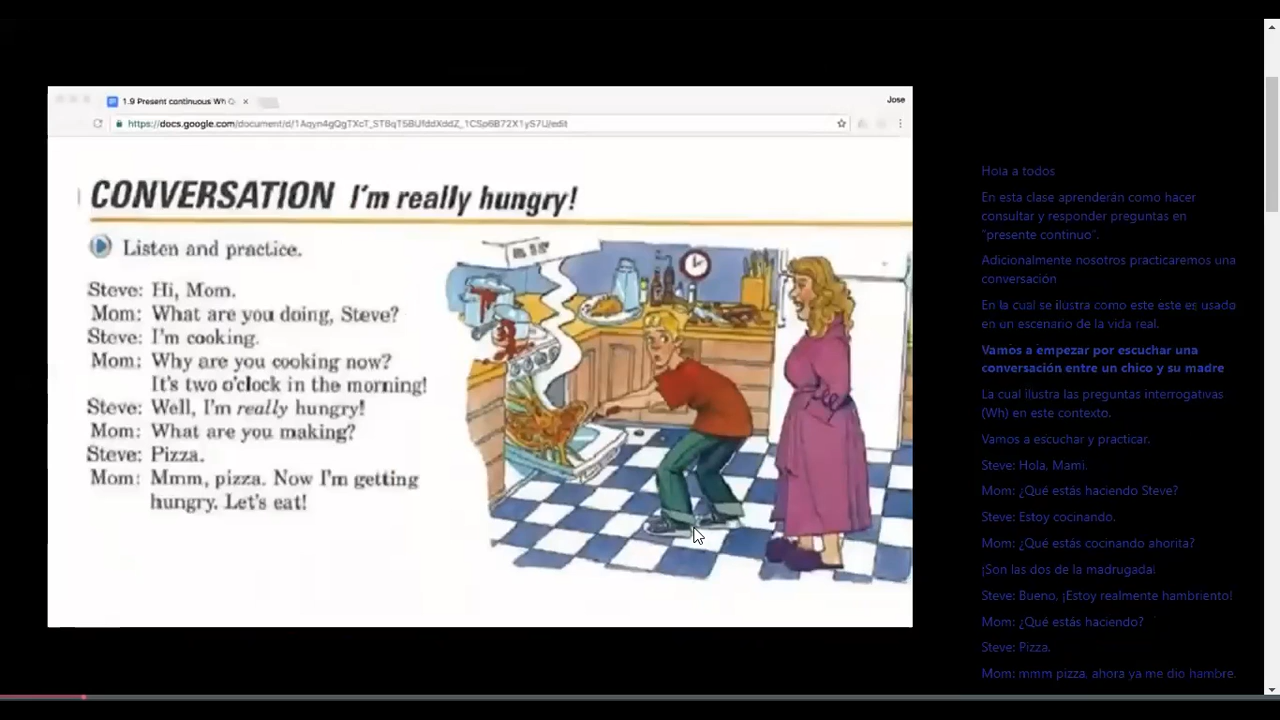 1.9 Present continuous Wh Q
Jose
CONVERSATION I'm really hungry!
Listen and practice.
Steve: Hi, Mom.
Mom: What are you doing, Steve?
Steve: I'm cooking.
Mom: Why are you cooking now?
It's two o'clock in the morning!
Steve: Well, I'm really hungry!
Mom: What are you making?
Steve: Pizza.
Mom: Mmm, pizza. Now I'm getting
hungry. Let's eat!
Hola a todos
En esta clase aprenderán como hacer
consultar y responder preguntas en
"presente continuo".
Adicionalmente nosotros practicaremos una
conversación
En la cual se ilustra como este éste es usado
en un escenario de la vida real.
Vamos a empezar por escuchar una
conversación entre un chico y su madre
La cual ilustra las preguntas interrogativas
(Wh) en este contexto.
Vamos a escuchar y practicar.
Steve: Hola, Mami.
Mom: ¿Qué estás haciendo Steve?
Steve: Estoy cocinando.
Mom: ¿Qué estás cocinando ahorita?
¡Son las dos de la madrugada!
Steve: Bueno, ¡Estoy realmente hambriento!
Mom: ¿Qué estás haciendo?
Steve: Pizza.
Mom: mmm pizza, ahora ya me dio hambre.